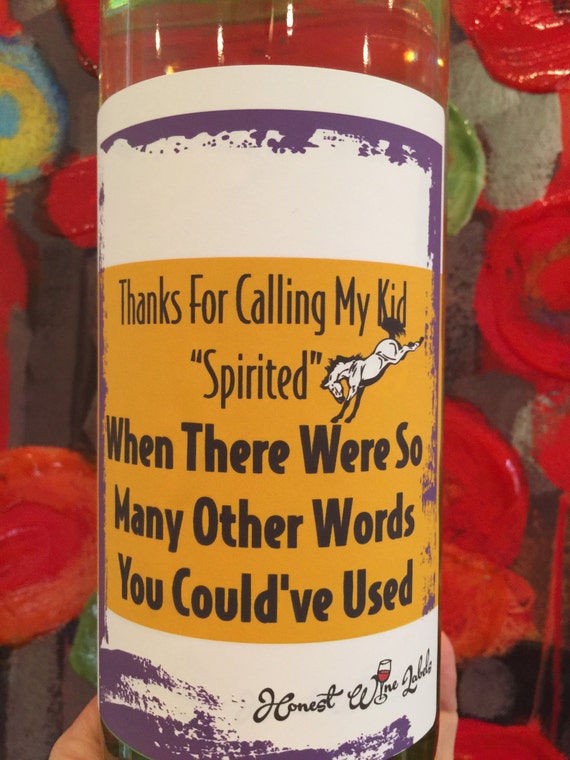 Thanks For Calling My Kid
“Spirited”
When There Were So
Many Other Words
You Could've Used
Honest Wine Labels